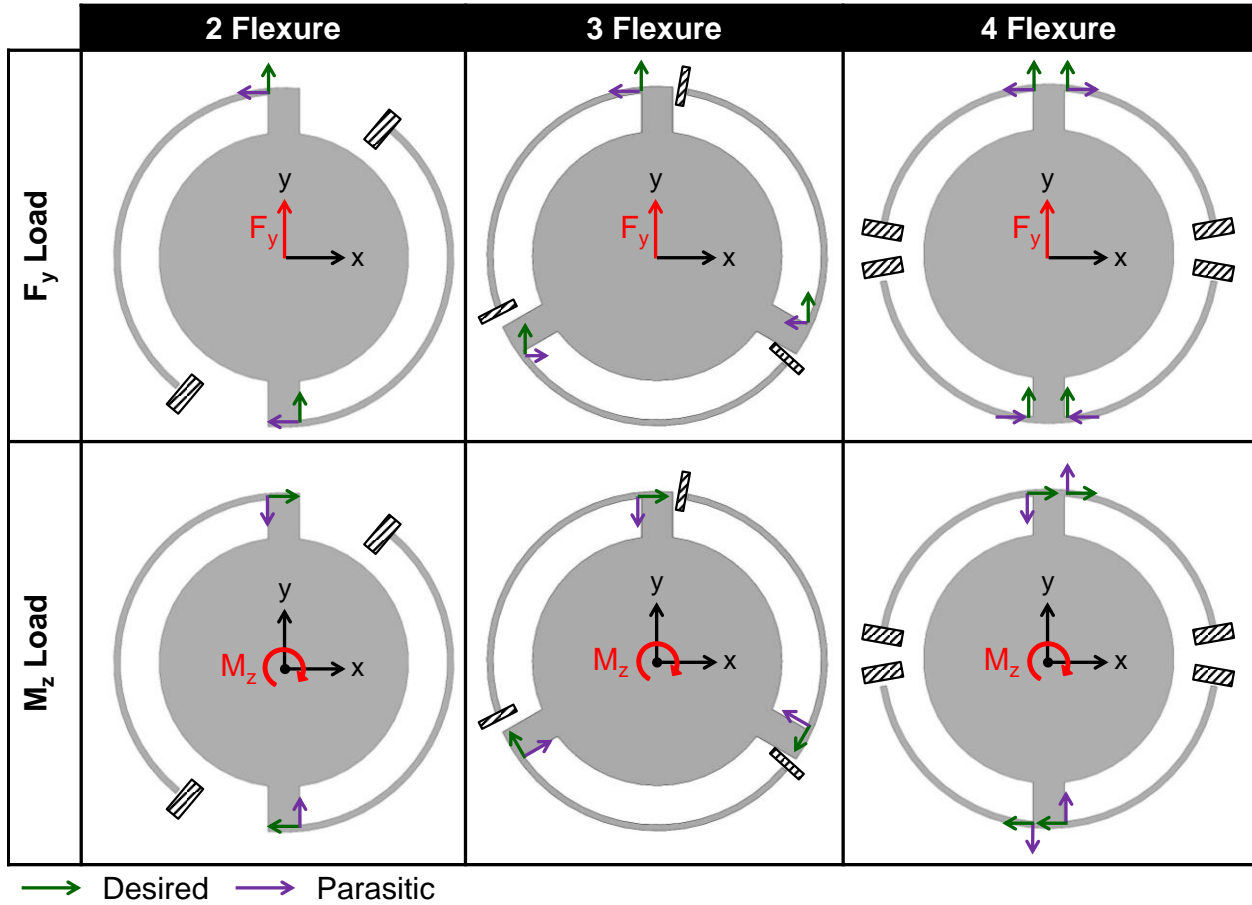 2 Flexure 3 Flexure 4 Flexure
Fy Load
y y y
Fy Fy Fy
x x x
Mz Load
y y y
Mz Mz Mz
x x x
Desired Parasitic